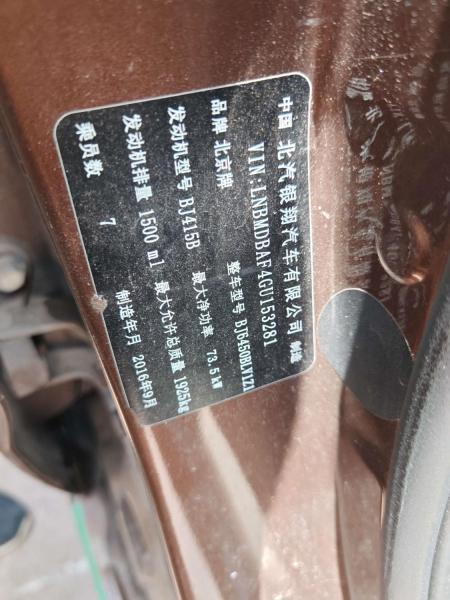 中国 北汽银翔汽车有限公司 制造
VIN:LNBMDBAF4GU153281
品牌 北京牌 整车型号 BJ6450BLV1Z1
发动机型号 BJ415B 最大净功率 73.5 kW
发动机排量 1500 ml 最大允许总质量 1925kg
乘员数 7 制造年月 2016年9月